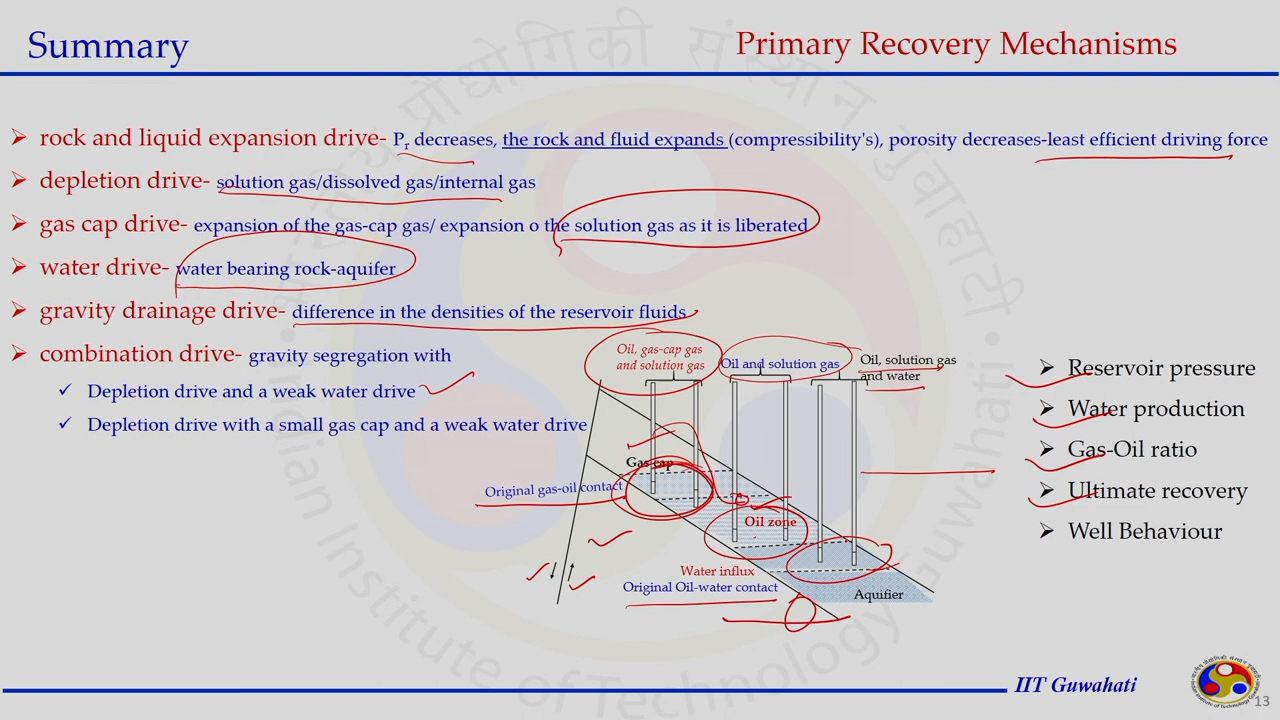 Summary
Primary Recovery Mechanisms
rock and liquid expansion drive- Pr decreases, the rock and fluid expands (compressibility's), porosity decreases-least efficient driving force
depletion drive- solution gas/dissolved gas/internal gas
gas cap drive- expansion of the gas-cap gas/ expansion o the solution gas as it is liberated
water drive- water bearing rock-aquifer
gravity drainage drive- difference in the densities of the reservoir fluids
combination drive- gravity segregation with
Depletion drive and a weak water drive
Depletion drive with a small gas cap and a weak water drive
Oil, gas-cap gas
and solution gas
Oil and solution gas
Oil, solution gas
and water
Gas cap
Original gas-oil contact
Oil zone
Water influx
Original Oil-water contact
Aquifier
Reservoir pressure
Water production
Gas-Oil ratio
Ultimate recovery
Well Behaviour
Indian Institute of Technology Guwahati
IIT Guwahati
13